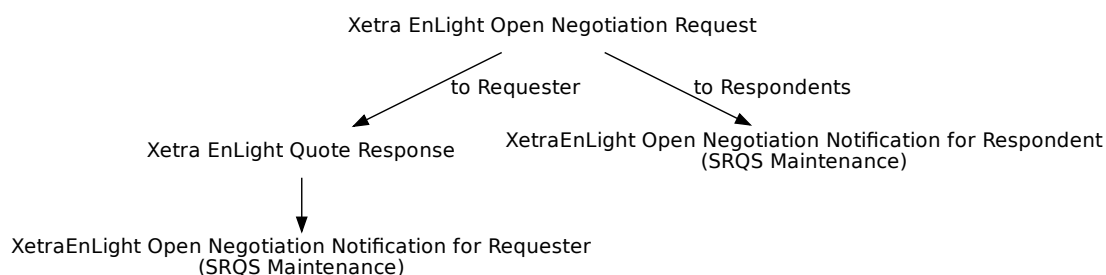 Xetra EnLight Open Negotiation Request
to Requester
to Respondents
Xetra EnLight Quote Response
XetraEnLight Open Negotiation Notification for Respondent
(SRQS Maintenance)
XetraEnLight Open Negotiation Notification for Requester
(SRQS Maintenance)